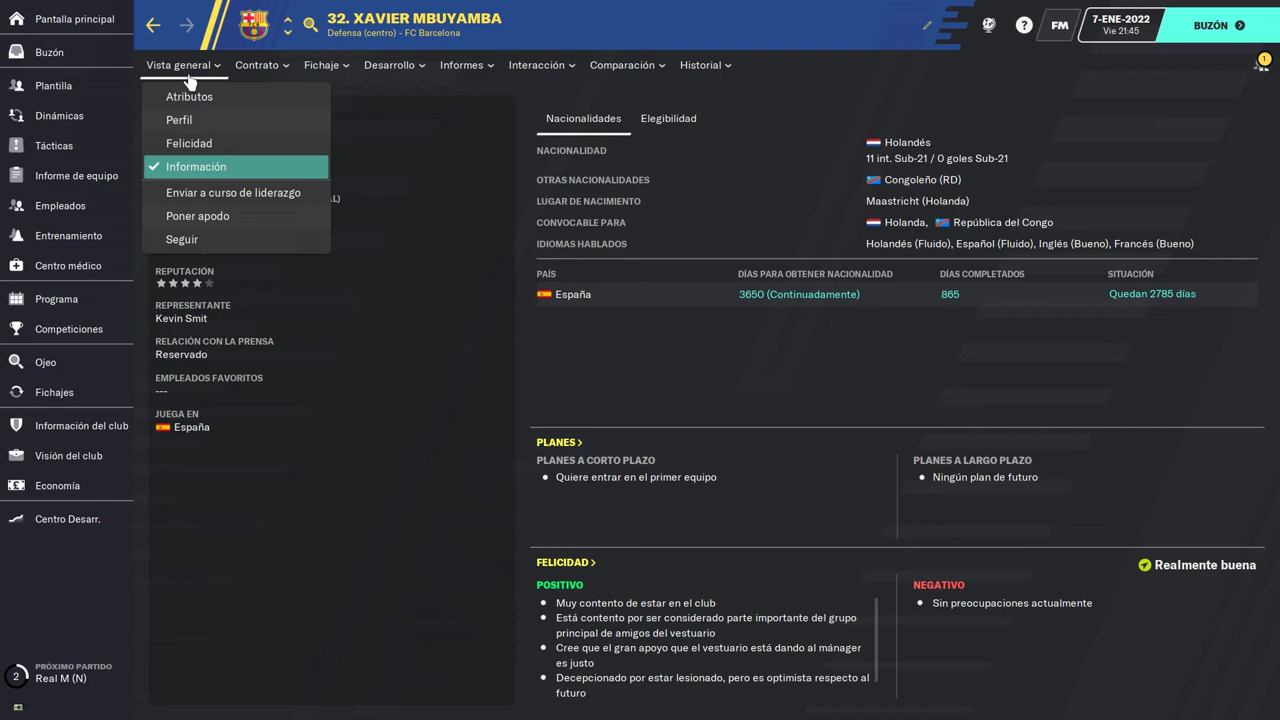 Pantalla principal
Buzón
Plantilla
Dinámicas
Tácticas
Informe de equipo
Empleados
Entrenamiento
Centro médico
Programa
Competiciones
Ojeo
Fichajes
Información del club
Visión del club
Economía
Centro Desarr.
2
PRÓXIMO PARTIDO
Real M (N)
32. XAVIER MBUYAMBA
Defensa (centro) - FC Barcelona
?
FM
7-ENE-2022
Vie 21:45
BUZÓN
Vista general
Contrato
Fichaje
Desarrollo
Informes
Interacción
Comparación
Historial
1
Atributos
Perfil
Felicidad
Información
Enviar a curso de liderazgo
Poner apodo
Seguir
REPUTACIÓN
REPRESENTANTE
Kevin Smit
RELACIÓN CON LA PRENSA
Reservado
EMPLEADOS FAVORITOS
---
JUEGA EN
España
Nacionalidades Elegibilidad
NACIONALIDAD Holandés
11 int. Sub-21 / 0 goles Sub-21
OTRAS NACIONALIDADES Congoleño (RD)
LUGAR DE NACIMIENTO Maastricht (Holanda)
CONVOCABLE PARA Holanda, República del Congo
IDIOMAS HABLADOS Holandés (Fluido), Español (Fluido), Inglés (Bueno), Francés (Bueno)
PAÍS DÍAS PARA OBTENER NACIONALIDAD DÍAS COMPLETADOS SITUACIÓN
España 3650 (Continuadamente) 865 Quedan 2785 días
PLANES >
PLANES A CORTO PLAZO
• Quiere entrar en el primer equipo
PLANES A LARGO PLAZO
• Ningún plan de futuro
FELICIDAD >
Realmente buena
POSITIVO
• Muy contento de estar en el club
• Está contento por ser considerado parte importante del grupo
principal de amigos del vestuario
• Cree que el gran apoyo que el vestuario está dando al mánager
es justo
• Decepcionado por estar lesionado, pero es optimista respecto al
futuro
NEGATIVO
• Sin preocupaciones actualmente